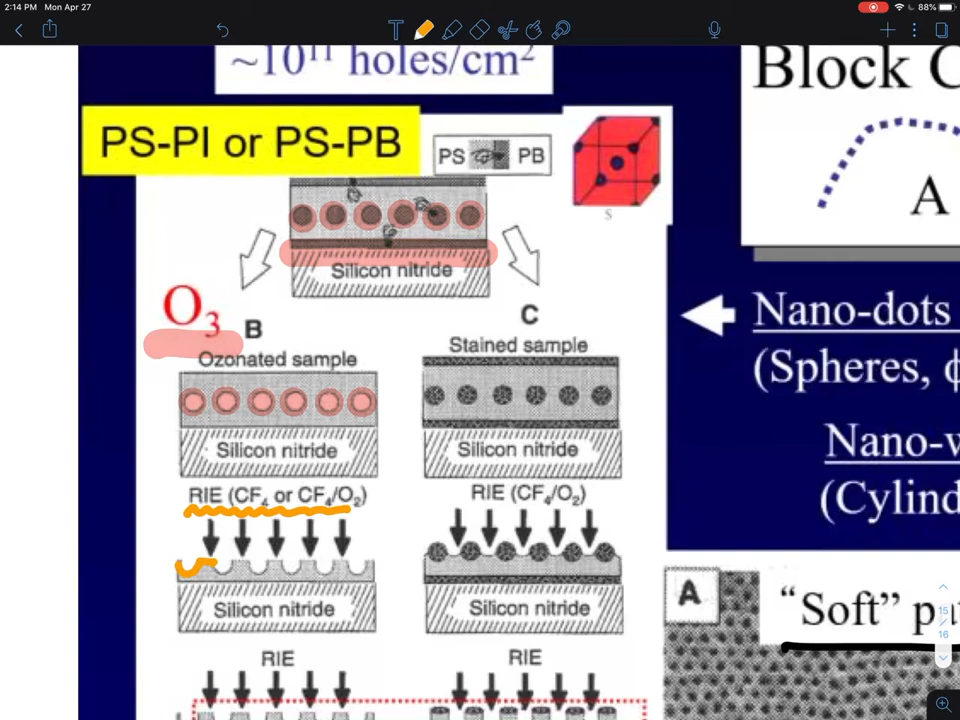 2:14 PM Mon Apr 27
88%
~10¹¹ holes/cm²
Block C
PS-PI or PS-PB
PS PB
S
A
Silicon nitride
O₃
B
C
Ozonated sample
Stained sample
Nano-dots
(Spheres, ϕ
Silicon nitride
Silicon nitride
Nano-w
(Cylind
RIE (CF₄ or CF₄/O₂)
RIE (CF₄/O₂)
A
"Soft" pa
Silicon nitride
Silicon nitride
15
/
16
RIE
RIE